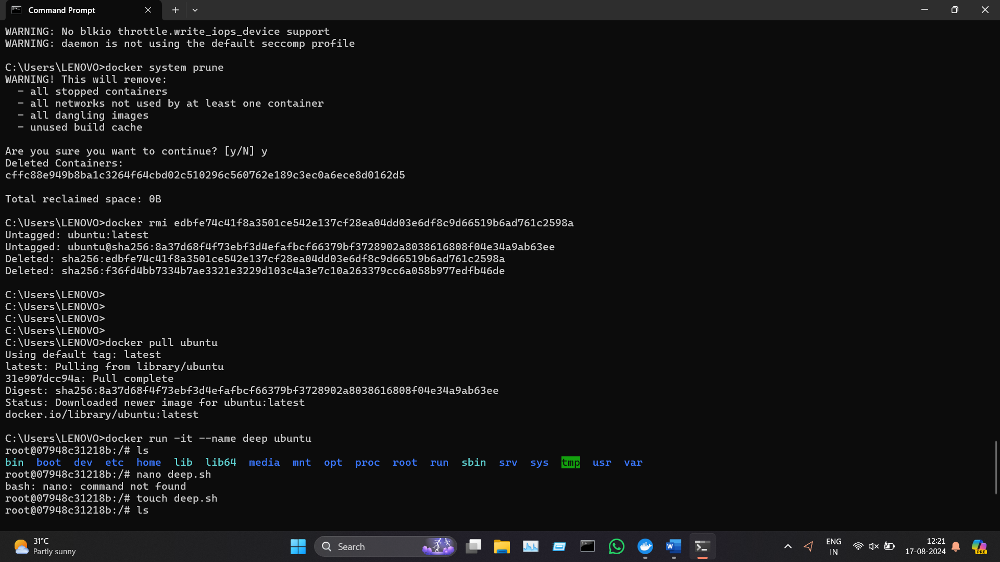 Command Prompt
WARNING: No blkio throttle.write_iops_device support
WARNING: daemon is not using the default seccomp profile
C:\Users\LENOVO>docker system prune
WARNING! This will remove:
  - all stopped containers
  - all networks not used by at least one container
  - all dangling images
  - unused build cache
Are you sure you want to continue? [y/N] y
Deleted Containers:
cffc88e949b8ba1c3264f64cbd02c510296c560762e189c3ec0a6ece8d0162d5
Total reclaimed space: 0B
C:\Users\LENOVO>docker rmi edbfe74c41f8a3501ce542e137cf28ea04dd03e6df8c9d66519b6ad761c2598a
Untagged: ubuntu:latest
Untagged: ubuntu@sha256:8a37d68f4f73ebf3d4efafbcf66379bf3728902a8038616808f04e34a9ab63ee
Deleted: sha256:edbfe74c41f8a3501ce542e137cf28ea04dd03e6df8c9d66519b6ad761c2598a
Deleted: sha256:f36fd4bb7334b7ae3321e3229d103c4a3e7c10a263379cc6a058b977edfb46de
C:\Users\LENOVO>
C:\Users\LENOVO>
C:\Users\LENOVO>
C:\Users\LENOVO>
C:\Users\LENOVO>docker pull ubuntu
Using default tag: latest
latest: Pulling from library/ubuntu
31e907dcc94a: Pull complete
Digest: sha256:8a37d68f4f73ebf3d4efafbcf66379bf3728902a8038616808f04e34a9ab63ee
Status: Downloaded newer image for ubuntu:latest
docker.io/library/ubuntu:latest
C:\Users\LENOVO>docker run -it --name deep ubuntu
root@07948c31218b:/# ls
bin  boot  dev  etc  home  lib  lib64  media  mnt  opt  proc  root  run  sbin  srv  sys  tmp  usr  var
root@07948c31218b:/# nano deep.sh
bash: nano: command not found
root@07948c31218b:/# touch deep.sh
root@07948c31218b:/# ls
31°C
Partly sunny
Search
W
ENG
IN
12:21
17-08-2024
PRE